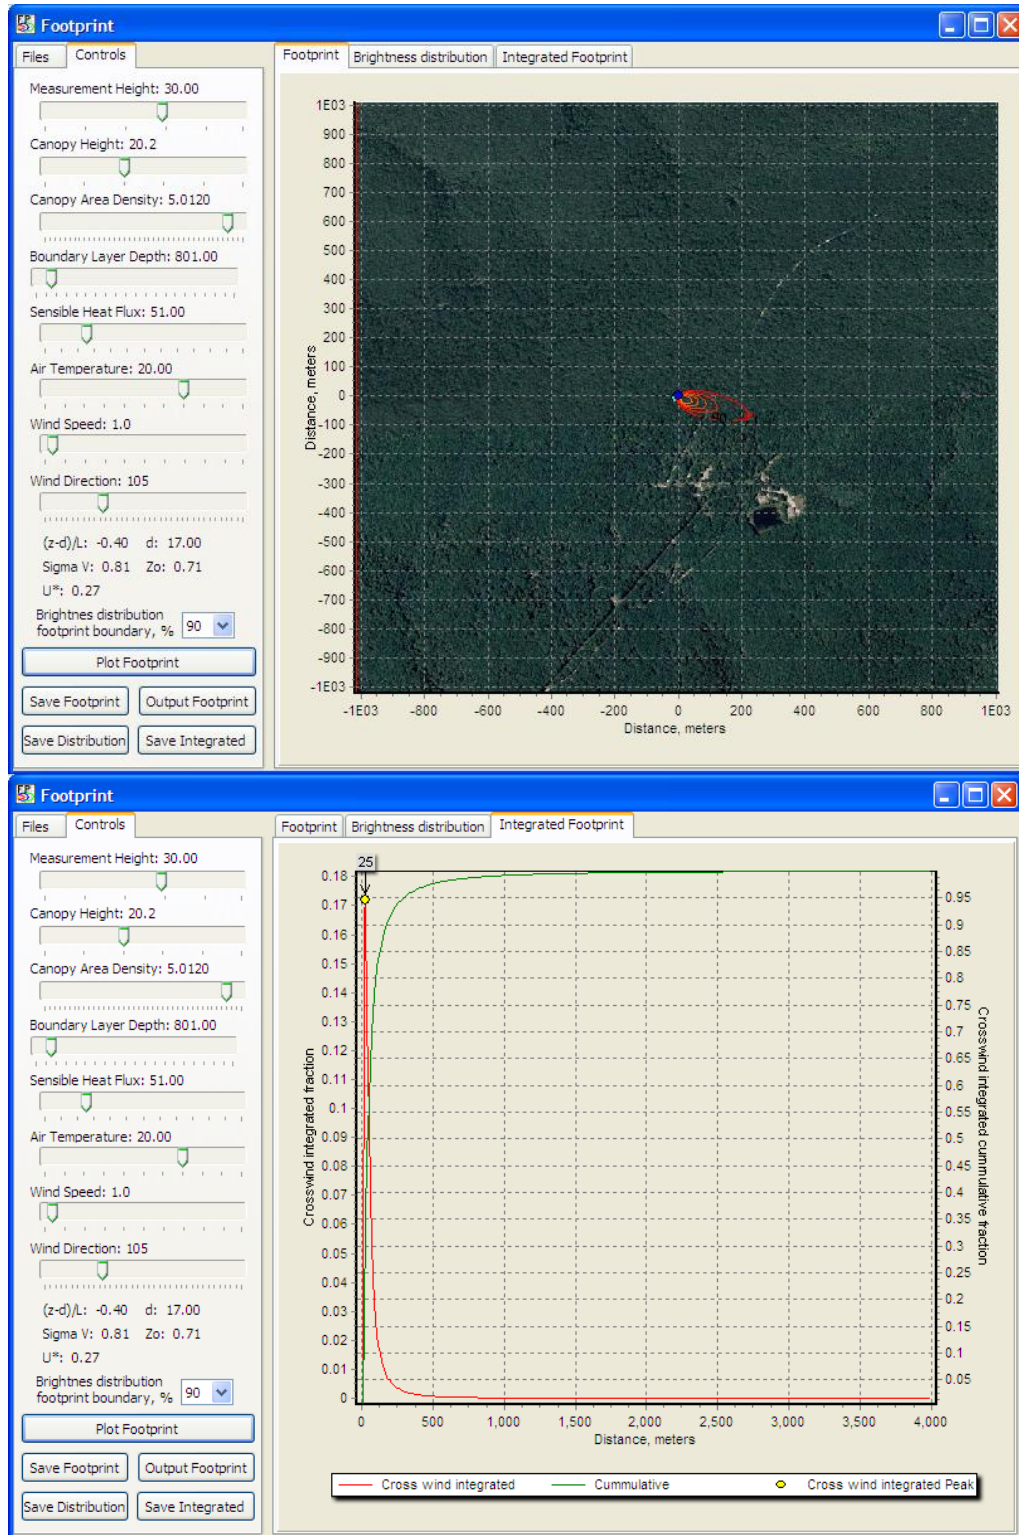 Footprint
Files Controls
Measurement Height: 30.00
Canopy Height: 20.2
Canopy Area Density: 5.0120
Boundary Layer Depth: 801.00
Sensible Heat Flux: 51.00
Air Temperature: 20.00
Wind Speed: 1.0
Wind Direction: 105
(z-d)/L: -0.40 d: 17.00
Sigma V: 0.81 Zo: 0.71
U*: 0.27
Brightnes distribution
footprint boundary, % 90
Plot Footprint
Save Footprint Output Footprint
Save Distribution Save Integrated
Footprint Brightness distribution Integrated Footprint
1E03
900
800
700
600
500
400
300
200
100
0
-100
-200
-300
-400
-500
-600
-700
-800
-900
-1E03
Distance, meters
-1E03 -800 -600 -400 -200 0 200 400 600 800 1E03
Distance, meters
Footprint
Files Controls
Measurement Height: 30.00
Canopy Height: 20.2
Canopy Area Density: 5.0120
Boundary Layer Depth: 801.00
Sensible Heat Flux: 51.00
Air Temperature: 20.00
Wind Speed: 1.0
Wind Direction: 105
(z-d)/L: -0.40 d: 17.00
Sigma V: 0.81 Zo: 0.71
U*: 0.27
Brightnes distribution
footprint boundary, % 90
Plot Footprint
Save Footprint Output Footprint
Save Distribution Save Integrated
Footprint Brightness distribution Integrated Footprint
25
0.18
0.17
0.16
0.15
0.14
0.13
0.12
0.11
0.1
0.09
0.08
0.07
0.06
0.05
0.04
0.03
0.02
0.01
0
Crosswind integrated fraction
0.95
0.9
0.85
0.8
0.75
0.7
0.65
0.6
0.55
0.5
0.45
0.4
0.35
0.3
0.25
0.2
0.15
0.1
0.05
Crosswind integrated cummulative fraction
0 500 1,000 1,500 2,000 2,500 3,000 3,500 4,000
Distance, meters
Cross wind integrated Cummulative Cross wind integrated Peak